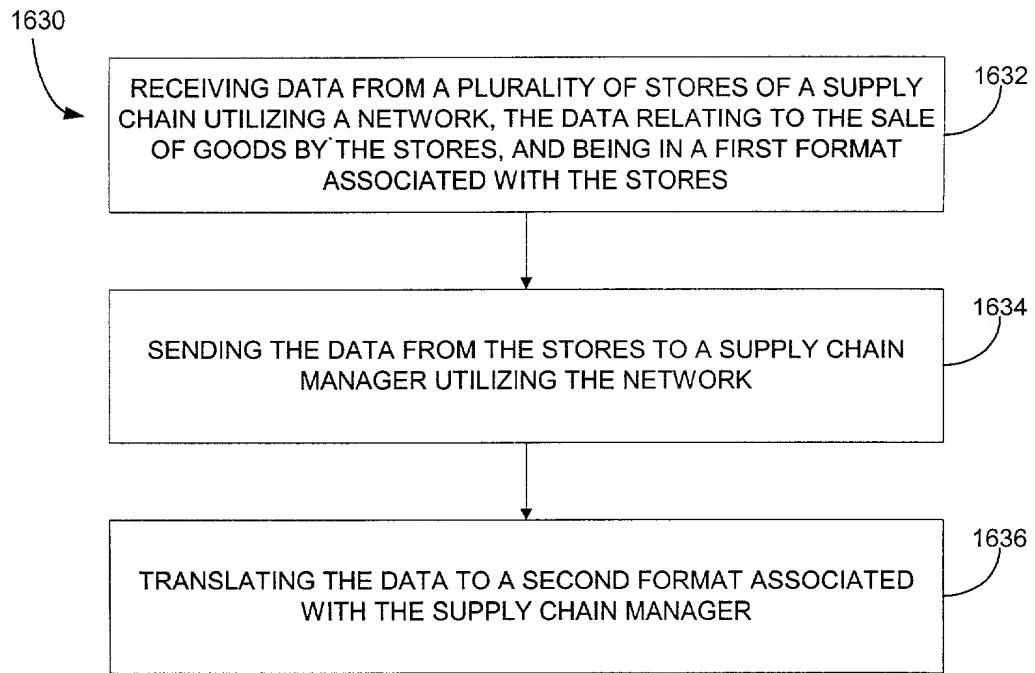 1630
RECEIVING DATA FROM A PLURALITY OF STORES OF A SUPPLY
CHAIN UTILIZING A NETWORK, THE DATA RELATING TO THE SALE
OF GOODS BY THE STORES, AND BEING IN A FIRST FORMAT
ASSOCIATED WITH THE STORES
1632
SENDING THE DATA FROM THE STORES TO A SUPPLY CHAIN
MANAGER UTILIZING THE NETWORK
1634
TRANSLATING THE DATA TO A SECOND FORMAT ASSOCIATED
WITH THE SUPPLY CHAIN MANAGER
1636